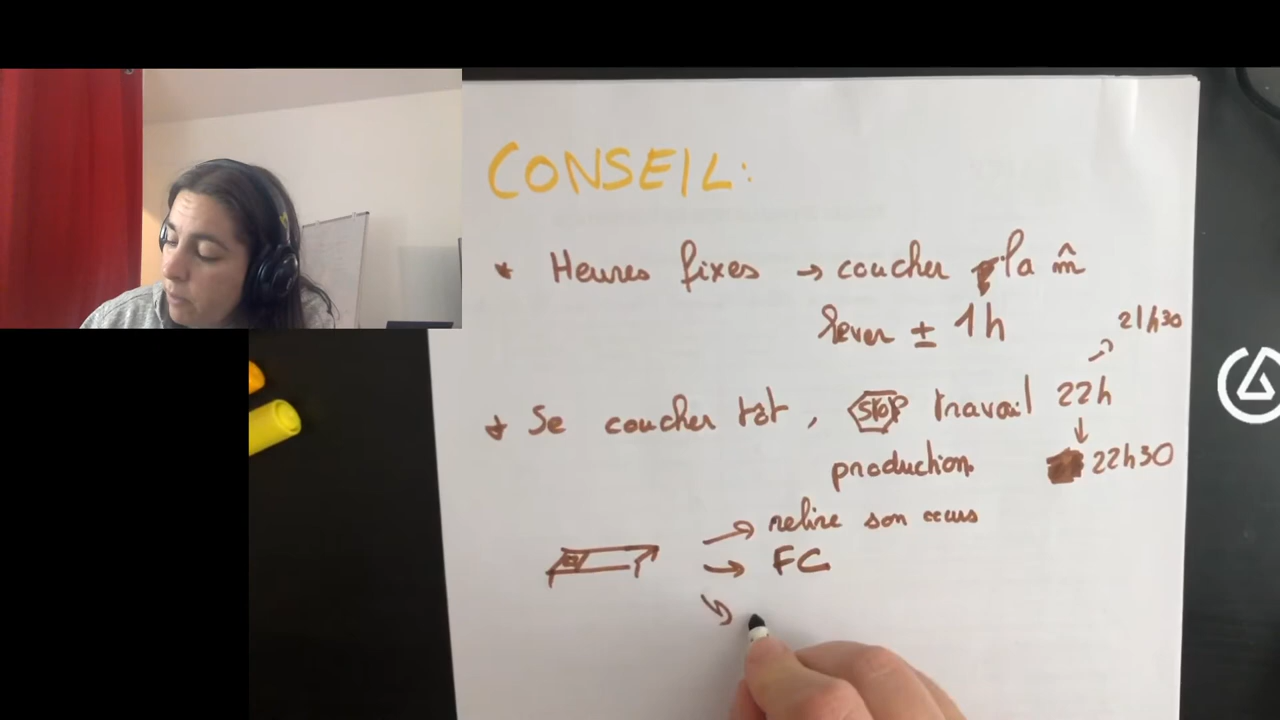 CONSEIL:
* Heures fixes → coucher la m̂
lever ± 1h
21h30
* Se coucher tôt, STOP travail 22h
production. 22h30
→ relire son cours
→ FC